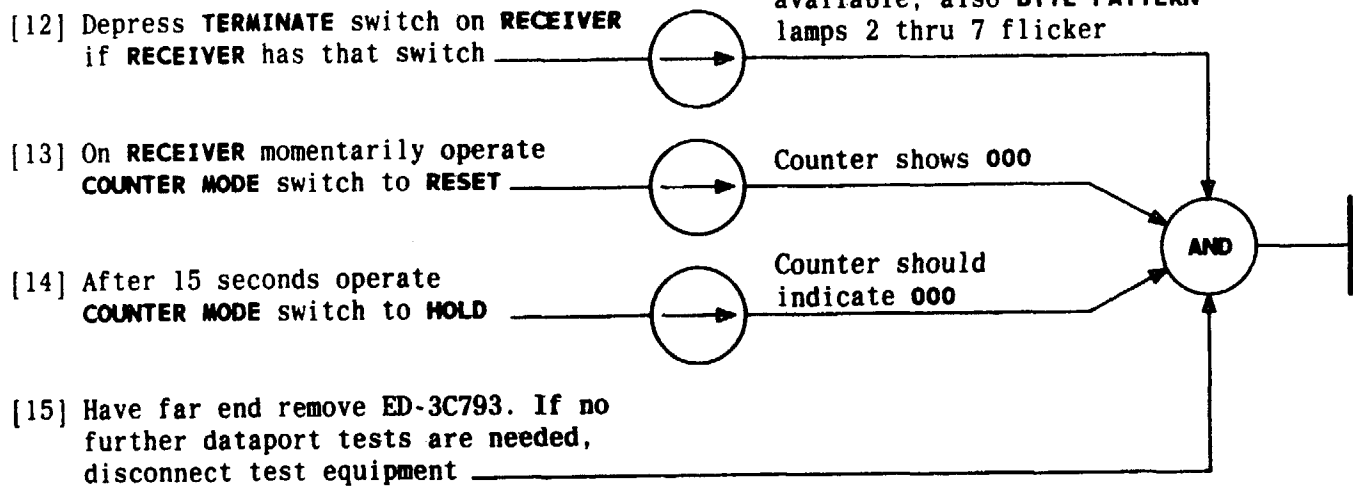 [12] Depress TERMINATE switch on RECEIVER
if RECEIVER has that switch
available, also BYTE PATTERN
lamps 2 thru 7 flicker
[13] On RECEIVER momentarily operate
COUNTER MODE switch to RESET
Counter shows 000
[14] After 15 seconds operate
COUNTER MODE switch to HOLD
Counter should
indicate 000
AND
[15] Have far end remove ED-3C793. If no
further dataport tests are needed,
disconnect test equipment